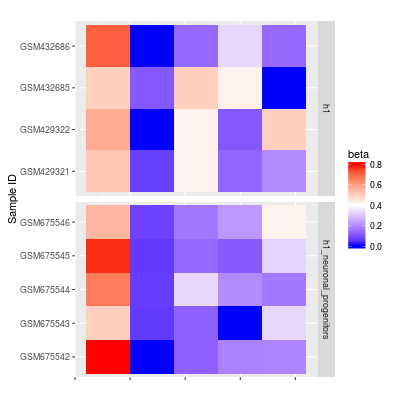 GSM432686
GSM432685
GSM429322
GSM429321
h1
GSM675546
GSM675545
GSM675544
GSM675543
GSM675542
h1_neuronal_progenitors
Sample ID
beta
0.8
0.6
0.4
0.2
0.0